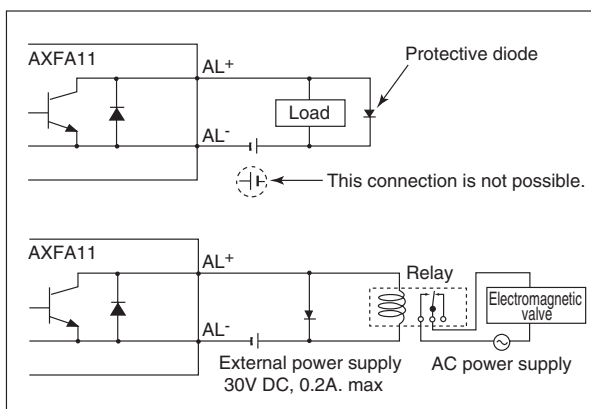 AXFA11
AL+
Protective diode
Load
AL-
This connection is not possible.
AXFA11
AL+
Relay
Electromagnetic
valve
AL-
External power supply
30V DC, 0.2A. max
AC power supply